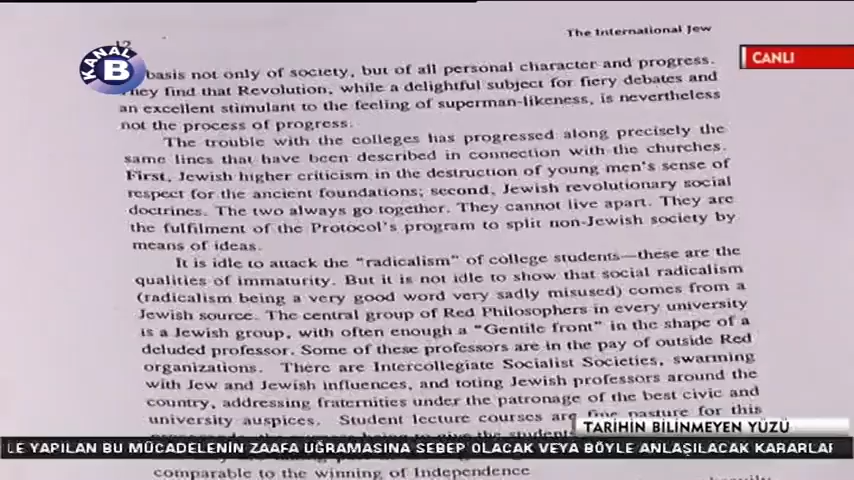 12
The International Jew
KANAL
B
CANLI
basis not only of society, but of all personal character and progress.
They find that Revolution, while a delightful subject for fiery debates and
an excellent stimulant to the feeling of superman-likeness, is nevertheless
not the process of progress.
The trouble with the colleges has progressed along precisely the
same lines that have been described in connection with the churches.
First, Jewish higher criticism in the destruction of young men's sense of
respect for the ancient foundations; second, Jewish revolutionary social
doctrines. The two always go together. They cannot live apart. They are
the fulfilment of the Protocol's program to split non-Jewish society by
means of ideas.
It is idle to attack the "radicalism" of college students—these are the
qualities of immaturity. But it is not idle to show that social radicalism
(radicalism being a very good word very sadly misused) comes from a
Jewish source. The central group of Red Philosophers in every university
is a Jewish group, with often enough a "Gentile front" in the shape of a
deluded professor. Some of these professors are in the pay of outside Red
organizations. There are Intercollegiate Socialist Societies, swarming
with Jew and Jewish influences, and toting Jewish professors around the
country, addressing fraternities under the patronage of the best civic and
university auspices. Student lecture courses are fine pasture for this
TARİHİN BİLİNMEYEN YÜZÜ
LE YAPILAN BU MÜCADELENİN ZAAFA UĞRAMASINA SEBEP OLACAK VEYA BÖYLE ANLAŞILACAK KARARLAR
comparable to the winning of Independence